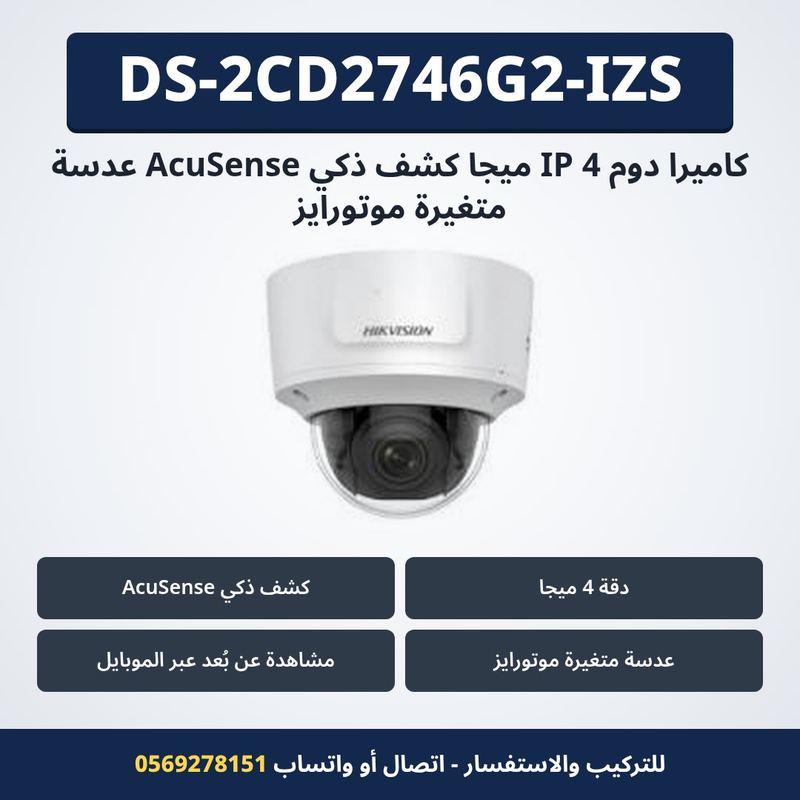 DS-2CD2746G2-IZS
كاميرا دوم IP 4 ميجا كشف ذكي AcuSense عدسة
متغيرة موتورايز
HIKVISION
دقة 4 ميجا
كشف ذكي AcuSense
عدسة متغيرة موتورايز
مشاهدة عن بُعد عبر الموبايل
للتركيب والاستفسار - اتصال أو واتساب 0569278151